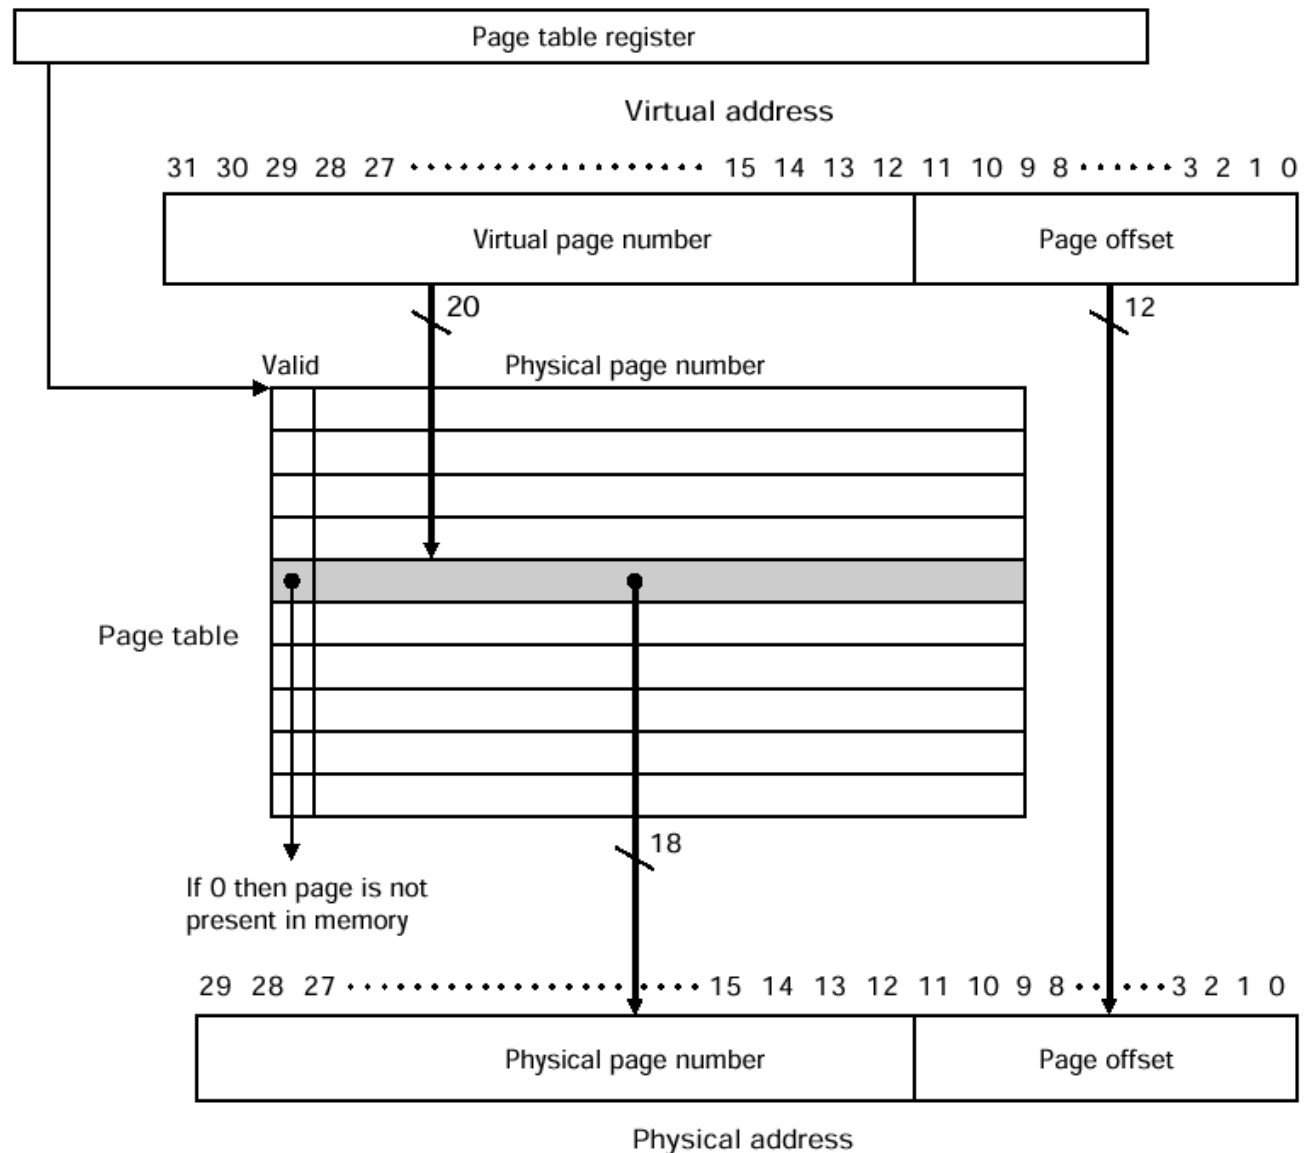 Page table register
Virtual address
31 30 29 28 27 ..................... 15 14 13 12 11 10 9 8 ...... 3 2 1 0
Virtual page number
Page offset
20
12
Valid
Physical page number
Page table
18
If 0 then page is not
present in memory
29 28 27 ......................... 15 14 13 12 11 10 9 8 ...... 3 2 1 0
Physical page number
Page offset
Physical address